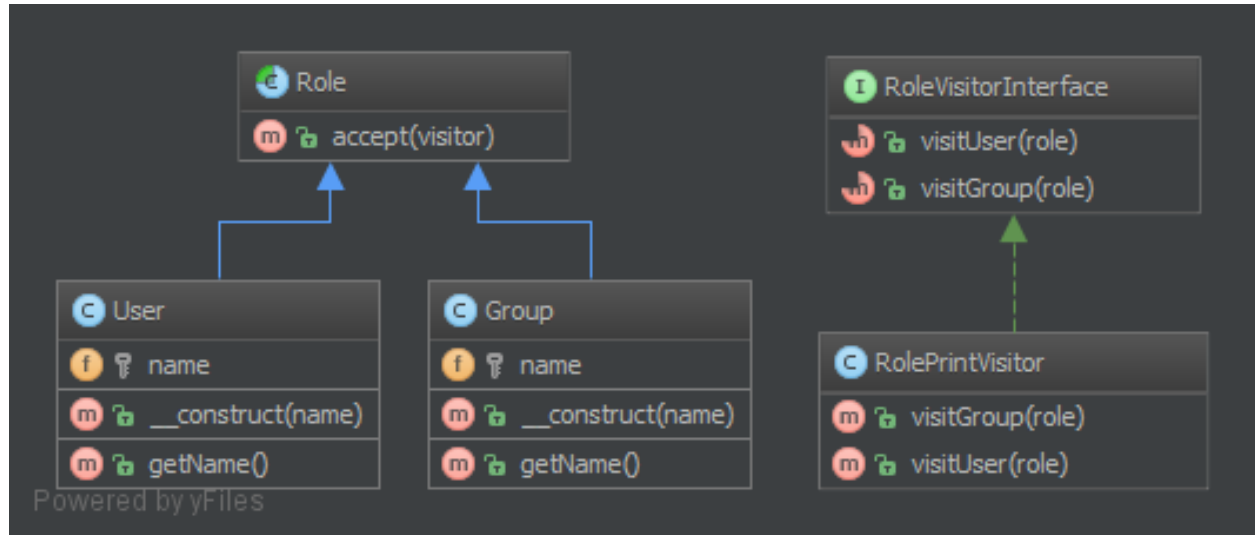 Role
accept(visitor)
RoleVisitorInterface
visitUser(role)
visitGroup(role)
User
name
__construct(name)
getName()
Group
name
__construct(name)
getName()
RolePrintVisitor
visitGroup(role)
visitUser(role)
Powered by yFiles